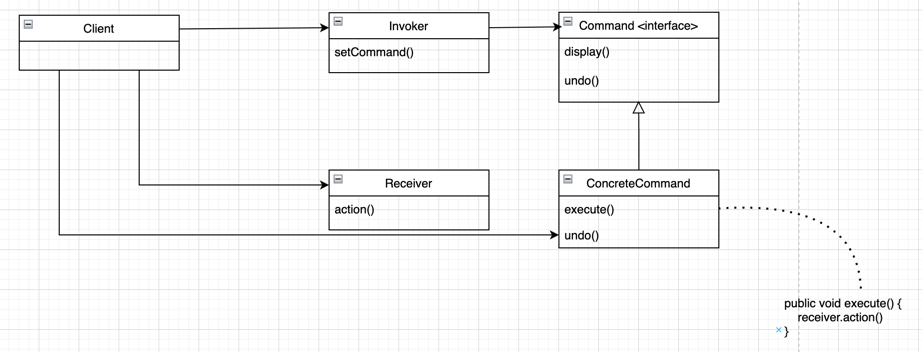 Client
Invoker
setCommand()
Command <interface>
display()
undo()
Receiver
action()
ConcreteCommand
execute()
undo()
public void execute() {
receiver.action()
}